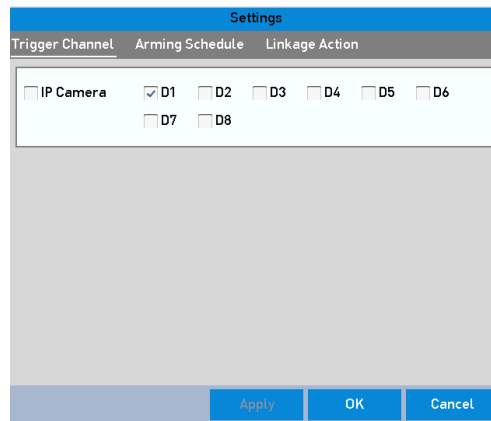 Settings
Trigger Channel Arming Schedule Linkage Action
IP Camera D1 D2 D3 D4 D5 D6
D7 D8
Apply OK Cancel